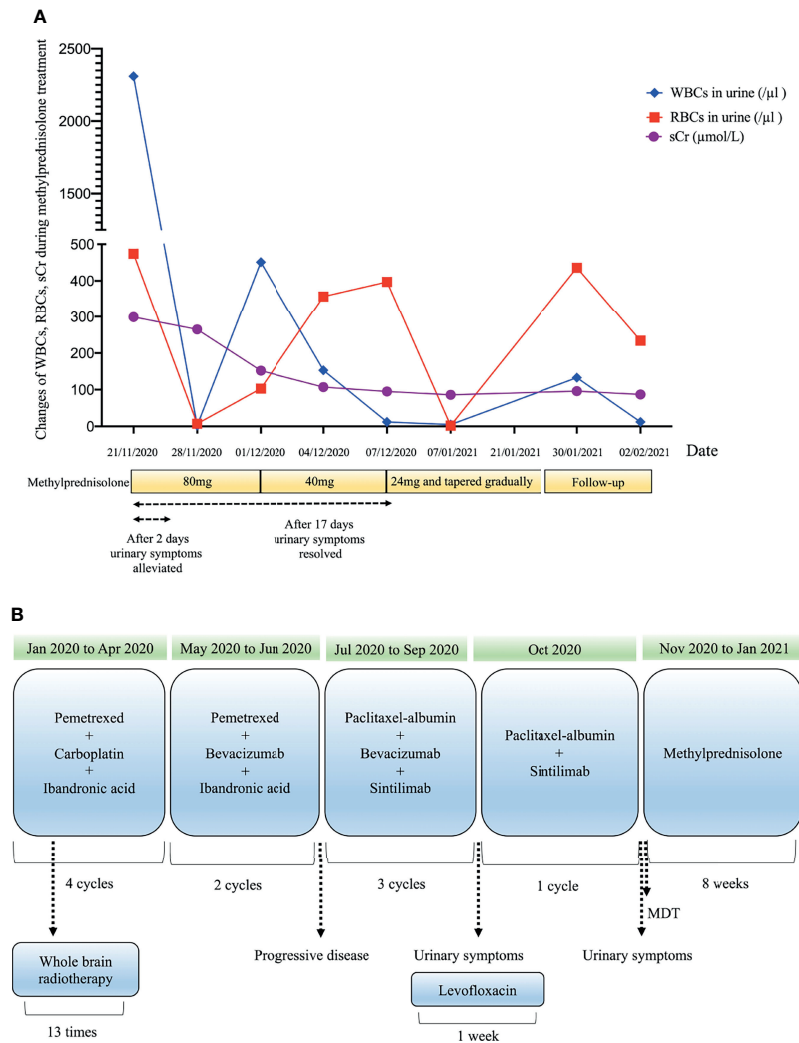 A
Changes of WBCs, RBCs, sCr during methylprednisolone treatment
2500
2000
1500
500
400
300
200
100
0
WBCs in urine (/µl )
RBCs in urine (/µl )
sCr (µmol/L)
21/11/2020 28/11/2020 01/12/2020 04/12/2020 07/12/2020 07/01/2021 21/01/2021 30/01/2021 02/02/2021 Date
Methylprednisolone 80mg 40mg 24mg and tapered gradually Follow-up
After 2 days
urinary symptoms
alleviated
After 17 days
urinary symptoms
resolved
B
Jan 2020 to Apr 2020 May 2020 to Jun 2020 Jul 2020 to Sep 2020 Oct 2020 Nov 2020 to Jan 2021
Pemetrexed
+
Carboplatin
+
Ibandronic acid
Pemetrexed
+
Bevacizumab
+
Ibandronic acid
Paclitaxel-albumin
+
Bevacizumab
+
Sintilimab
Paclitaxel-albumin
+
Sintilimab
Methylprednisolone
4 cycles 2 cycles 3 cycles 1 cycle 8 weeks
MDT
Progressive disease Urinary symptoms Urinary symptoms
Whole brain
radiotherapy
13 times
Levofloxacin
1 week